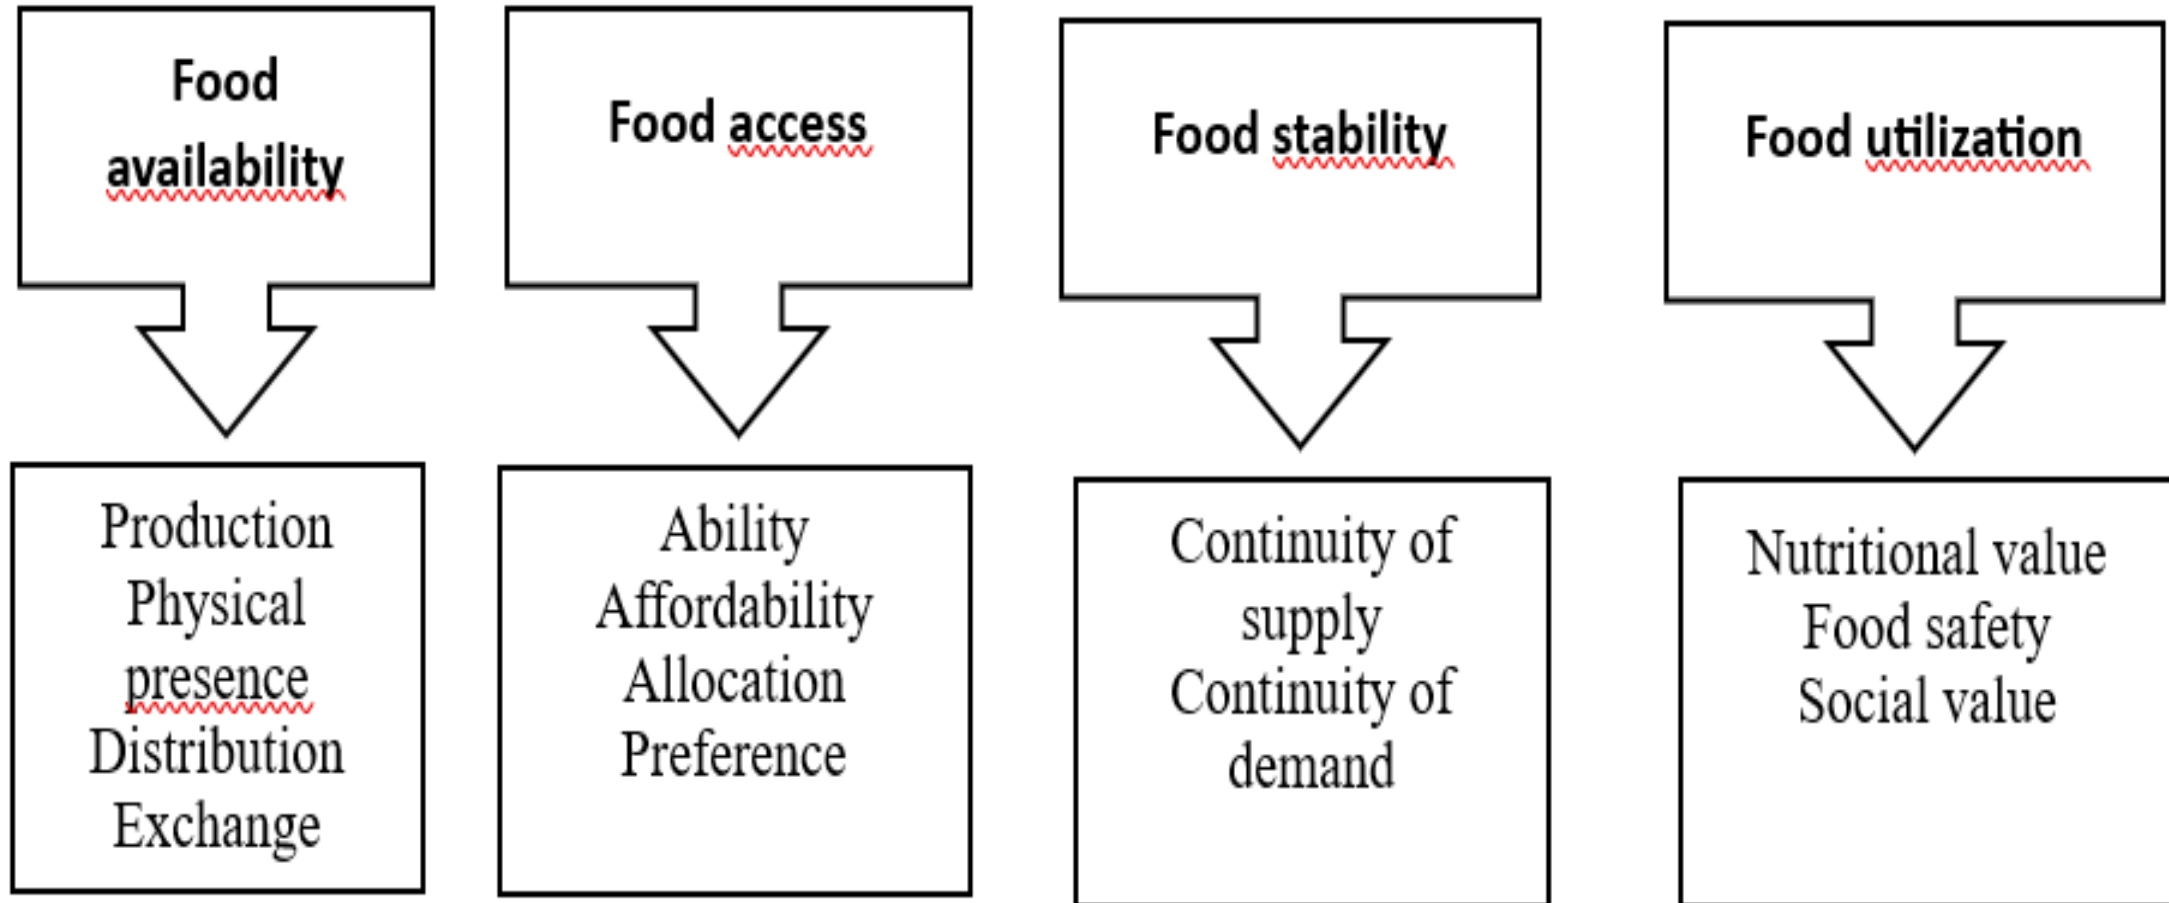 Food
availability
Food access
Food stability
Food utilization
Production
Physical
presence
Distribution
Exchange
Ability
Affordability
Allocation
Preference
Continuity of
supply
Continuity of
demand
Nutritional value
Food safety
Social value